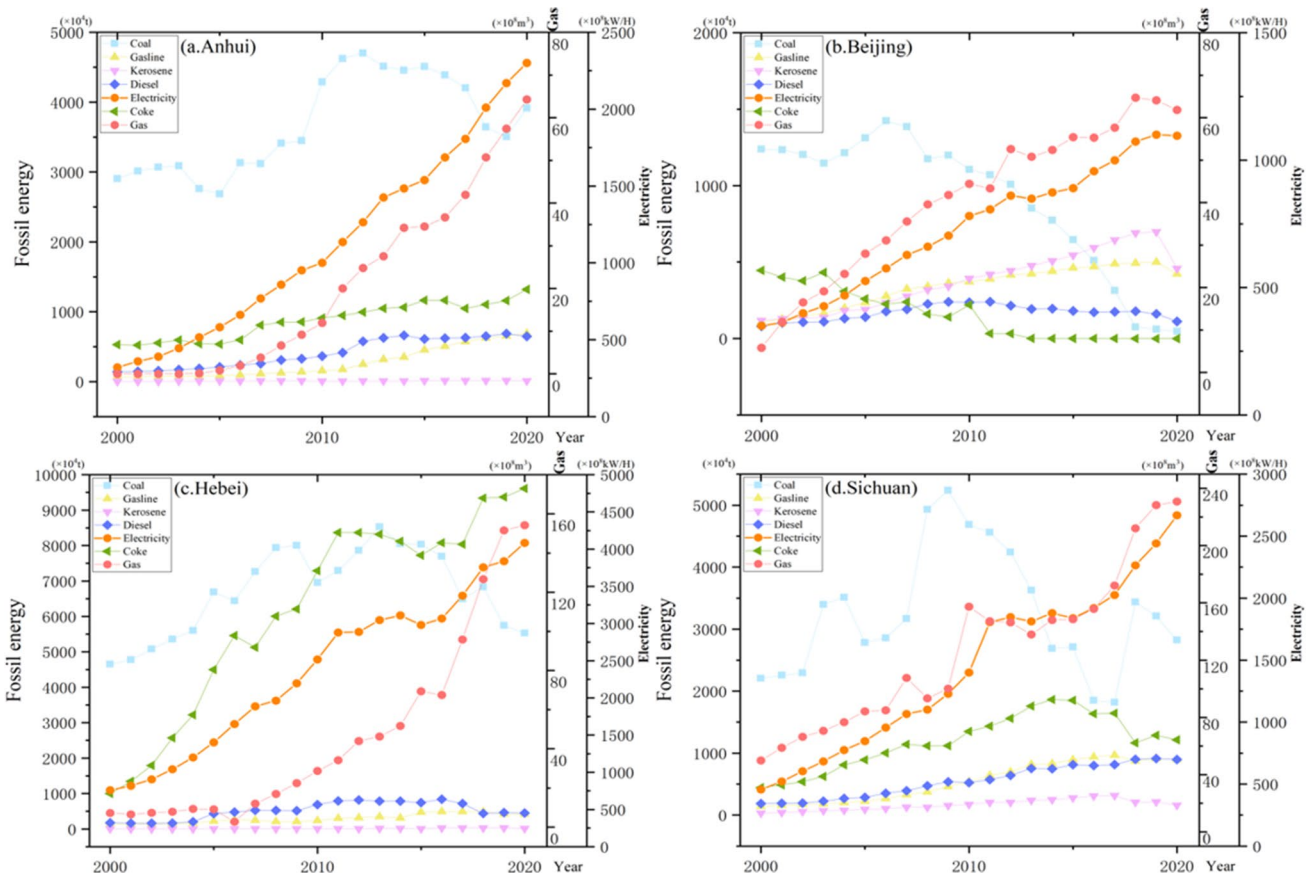 (×10⁴t)
(×10⁸m³)
Gas
(×10⁸kW/H)
(a.Anhui)
Coal
Gasline
Kerosene
Diesel
Electricity
Coke
Gas
5000
4000
3000
2000
1000
0
Fossil energy
80
60
40
20
0
2500
2000
1500
1000
500
0
Electricity
2000
2010
2020
Year
(×10⁴t)
(×10⁸m³)
Gas
(×10⁸kW/H)
(b.Beijing)
Coal
Gasline
Kerosene
Diesel
Electricity
Coke
Gas
2000
1000
0
Fossil energy
80
60
40
20
0
1500
1000
500
0
Electricity
2000
2010
2020
Year
(×10⁴t)
(×10⁸m³)
Gas
(×10⁸kW/H)
(c.Hebei)
Coal
Gasline
Kerosene
Diesel
Electricity
Coke
Gas
10000
9000
8000
7000
6000
5000
4000
3000
2000
1000
0
Fossil energy
160
120
80
40
0
5000
4000
3000
2000
1000
500
0
Electricity
2000
2010
2020
Year
(×10⁴t)
(×10⁸m³)
Gas
(×10⁸kW/H)
(d.Sichuan)
Coal
Gasline
Kerosene
Diesel
Electricity
Coke
Gas
5000
4000
3000
2000
1000
0
Fossil energy
240
200
160
120
80
40
0
3000
2500
2000
1500
1000
500
0
Electricity
2000
2010
2020
Year